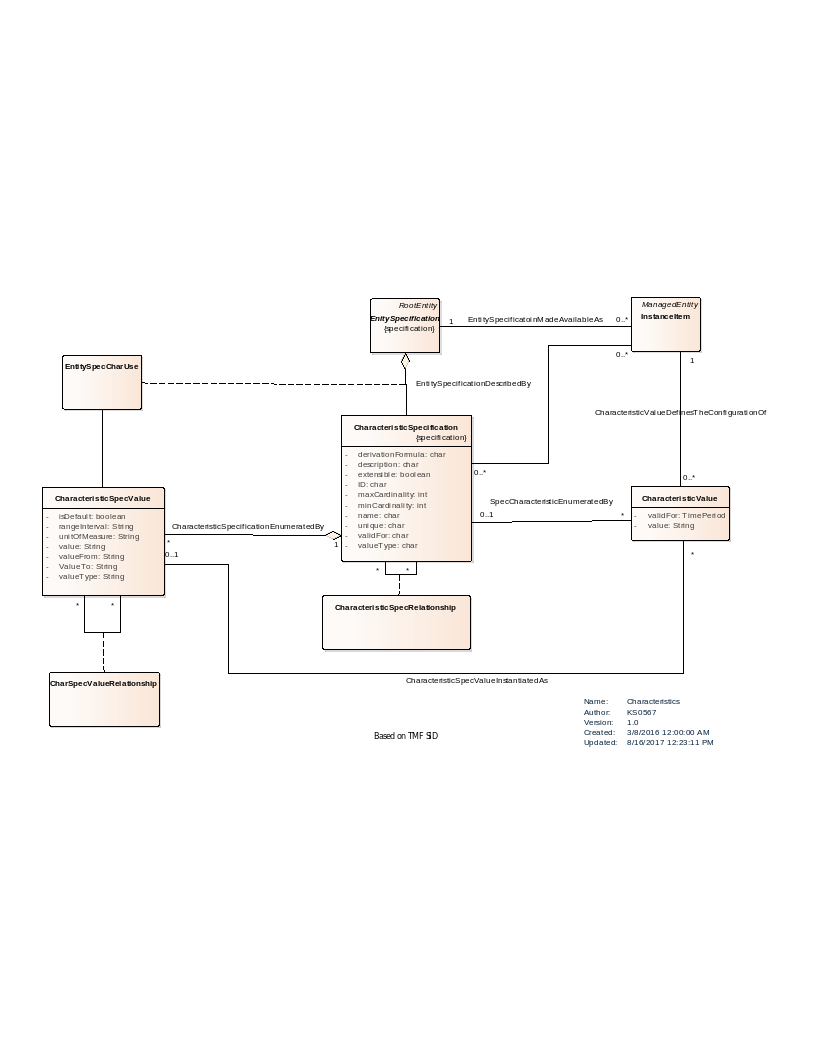 RootEntity
EnitySpecification
{specification}
1
EntitySpecificatoinMadeAvailableAs
0..*
ManagedEntity
InstanceItem
0..*
1
EntitySpecCharUse
EntitySpecificationDescribedBy
CharacteristicValueDefinesTheConfigurationOf
CharacteristicSpecification
{specification}
- derivationFormula: char
- description: char
- extensible: boolean
- ID: char
- maxCardinality: int
- minCardinality: int
- name: char
- unique: char
- validFor: char
- valueType: char
0..*
0..*
SpecCharacteristicEnumeratedBy
0..1
*
CharacteristicValue
- validFor: TimePeriod
- value: String
*
CharacteristicSpecValue
- isDefault: boolean
- rangeInterval: String
- unitOfMeasure: String
- value: String
- valueFrom: String
- ValueTo: String
- valueType: String
CharacteristicSpecificationEnumeratedBy
*
1
0..1
* *
* *
CharacteristicSpecRelationship
CharSpecValueRelationship
CharacteristicSpecValueInstantiatedAs
Name: Characteristics
Author: KS0567
Version: 1.0
Created: 3/8/2016 12:00:00 AM
Updated: 8/16/2017 12:23:11 PM
Based on TMF SID